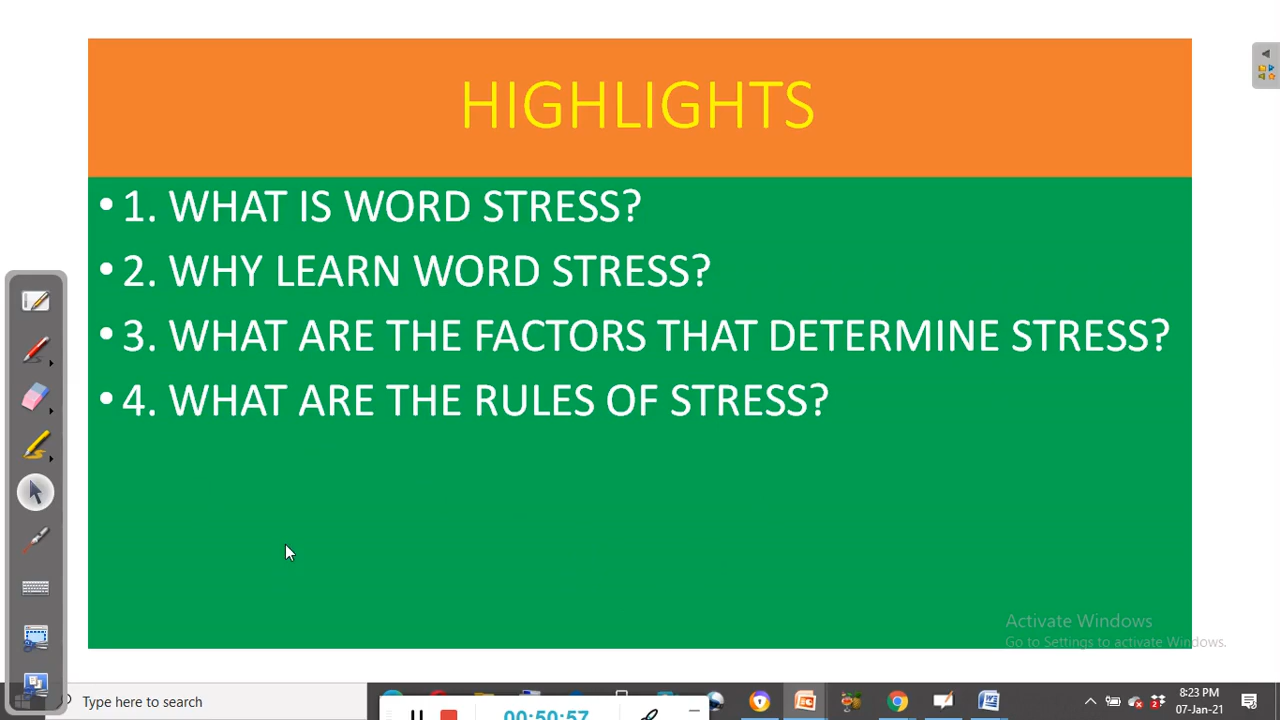 HIGHLIGHTS
• 1. WHAT IS WORD STRESS?
• 2. WHY LEARN WORD STRESS?
• 3. WHAT ARE THE FACTORS THAT DETERMINE STRESS?
• 4. WHAT ARE THE RULES OF STRESS?
Activate Windows
Go to Settings to activate Windows.
Type here to search
00:50:57
8:23 PM
07-Jan-21